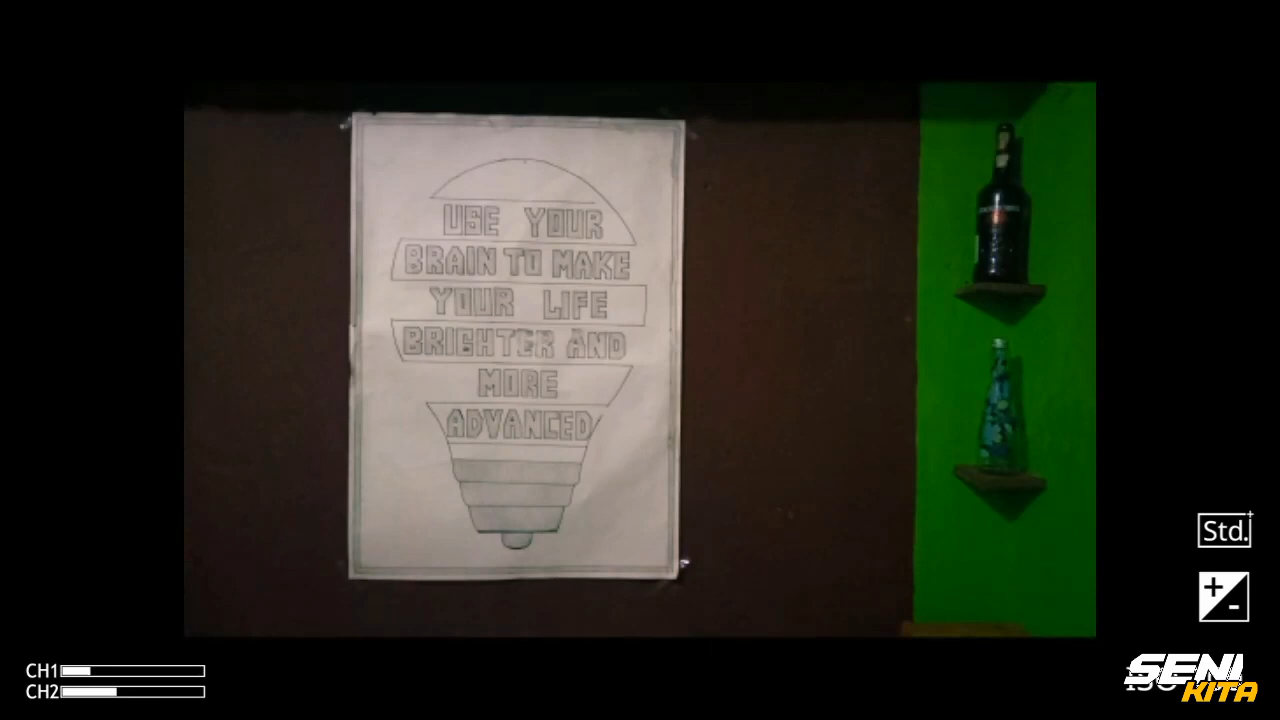 USE YOUR
BRAIN TO MAKE
YOUR LIFE
BRIGHTER AND
MORE
ADVANCED
Std.
CH1
CH2
SENI
KITA